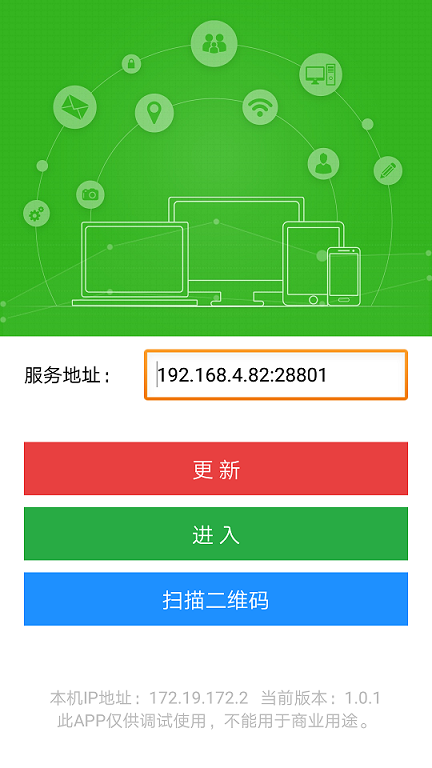 服务地址： 192.168.4.82:28801
更 新
进 入
扫描二维码
本机IP地址：172.19.172.2 当前版本：1.0.1
此APP仅供调试使用，不能用于商业用途。